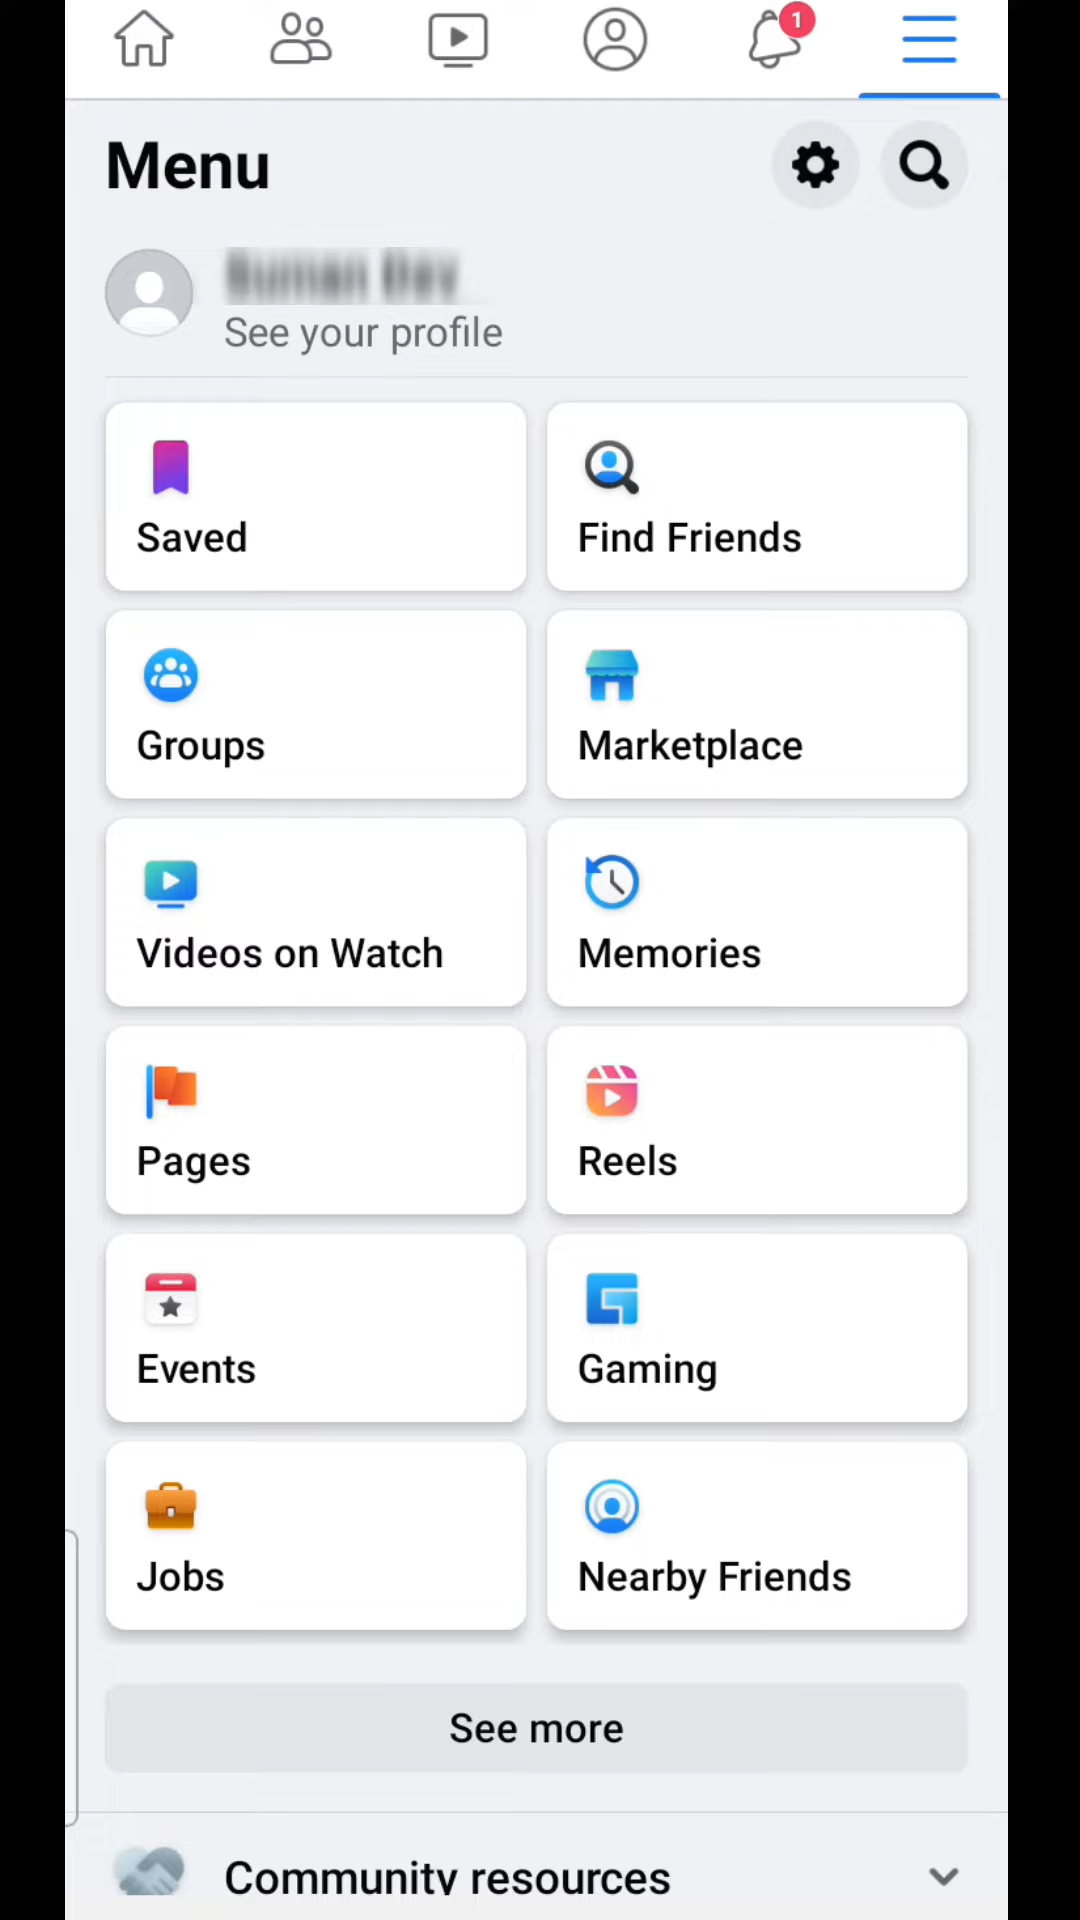 1
Menu
See your profile
Saved
Find Friends
Groups
Marketplace
Videos on Watch
Memories
Pages
Reels
Events
Gaming
Jobs
Nearby Friends
See more
Community resources